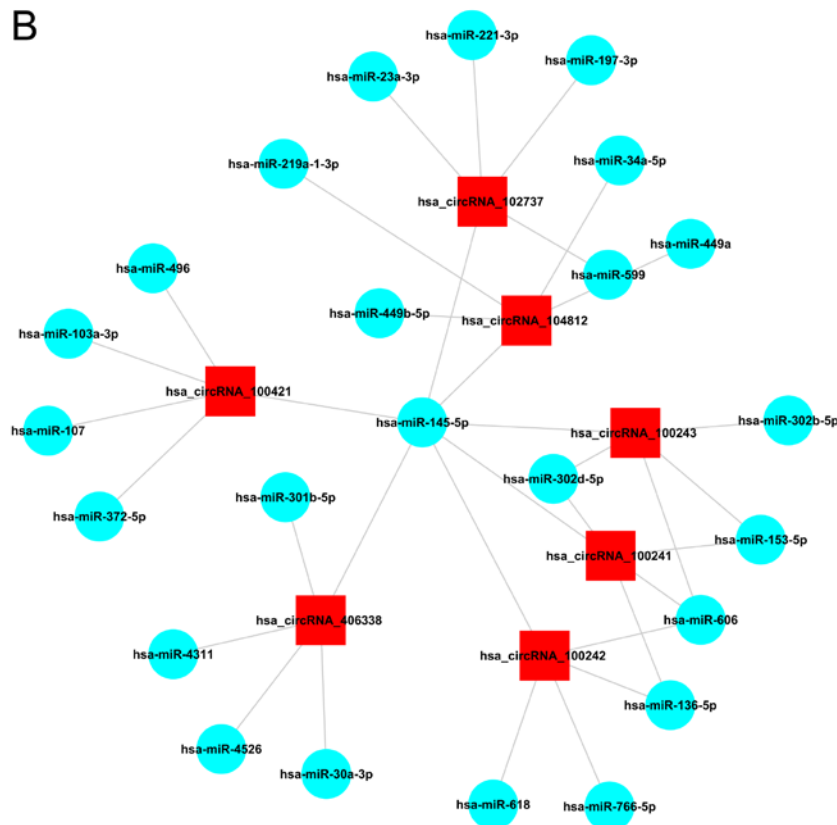 B
hsa-miR-221-3p
hsa-miR-197-3p
hsa-miR-23a-3p
hsa-miR-219a-1-3p
hsa-miR-34a-5p
hsa_circRNA_102737
hsa-miR-449a
hsa-miR-496
hsa-miR-599
hsa-miR-449b-5p
hsa_circRNA_104812
hsa-miR-103a-3p
hsa_circRNA_100421
hsa-miR-145-5p
hsa-miR-302b-5p
hsa-miR-107
hsa_circRNA_100243
hsa-miR-302d-5p
hsa-miR-301b-5p
hsa-miR-372-5p
hsa-miR-153-5p
hsa_circRNA_100241
hsa_circRNA_406338
hsa-miR-606
hsa-miR-4311
hsa_circRNA_100242
hsa-miR-136-5p
hsa-miR-4526
hsa-miR-30a-3p
hsa-miR-618
hsa-miR-766-5p